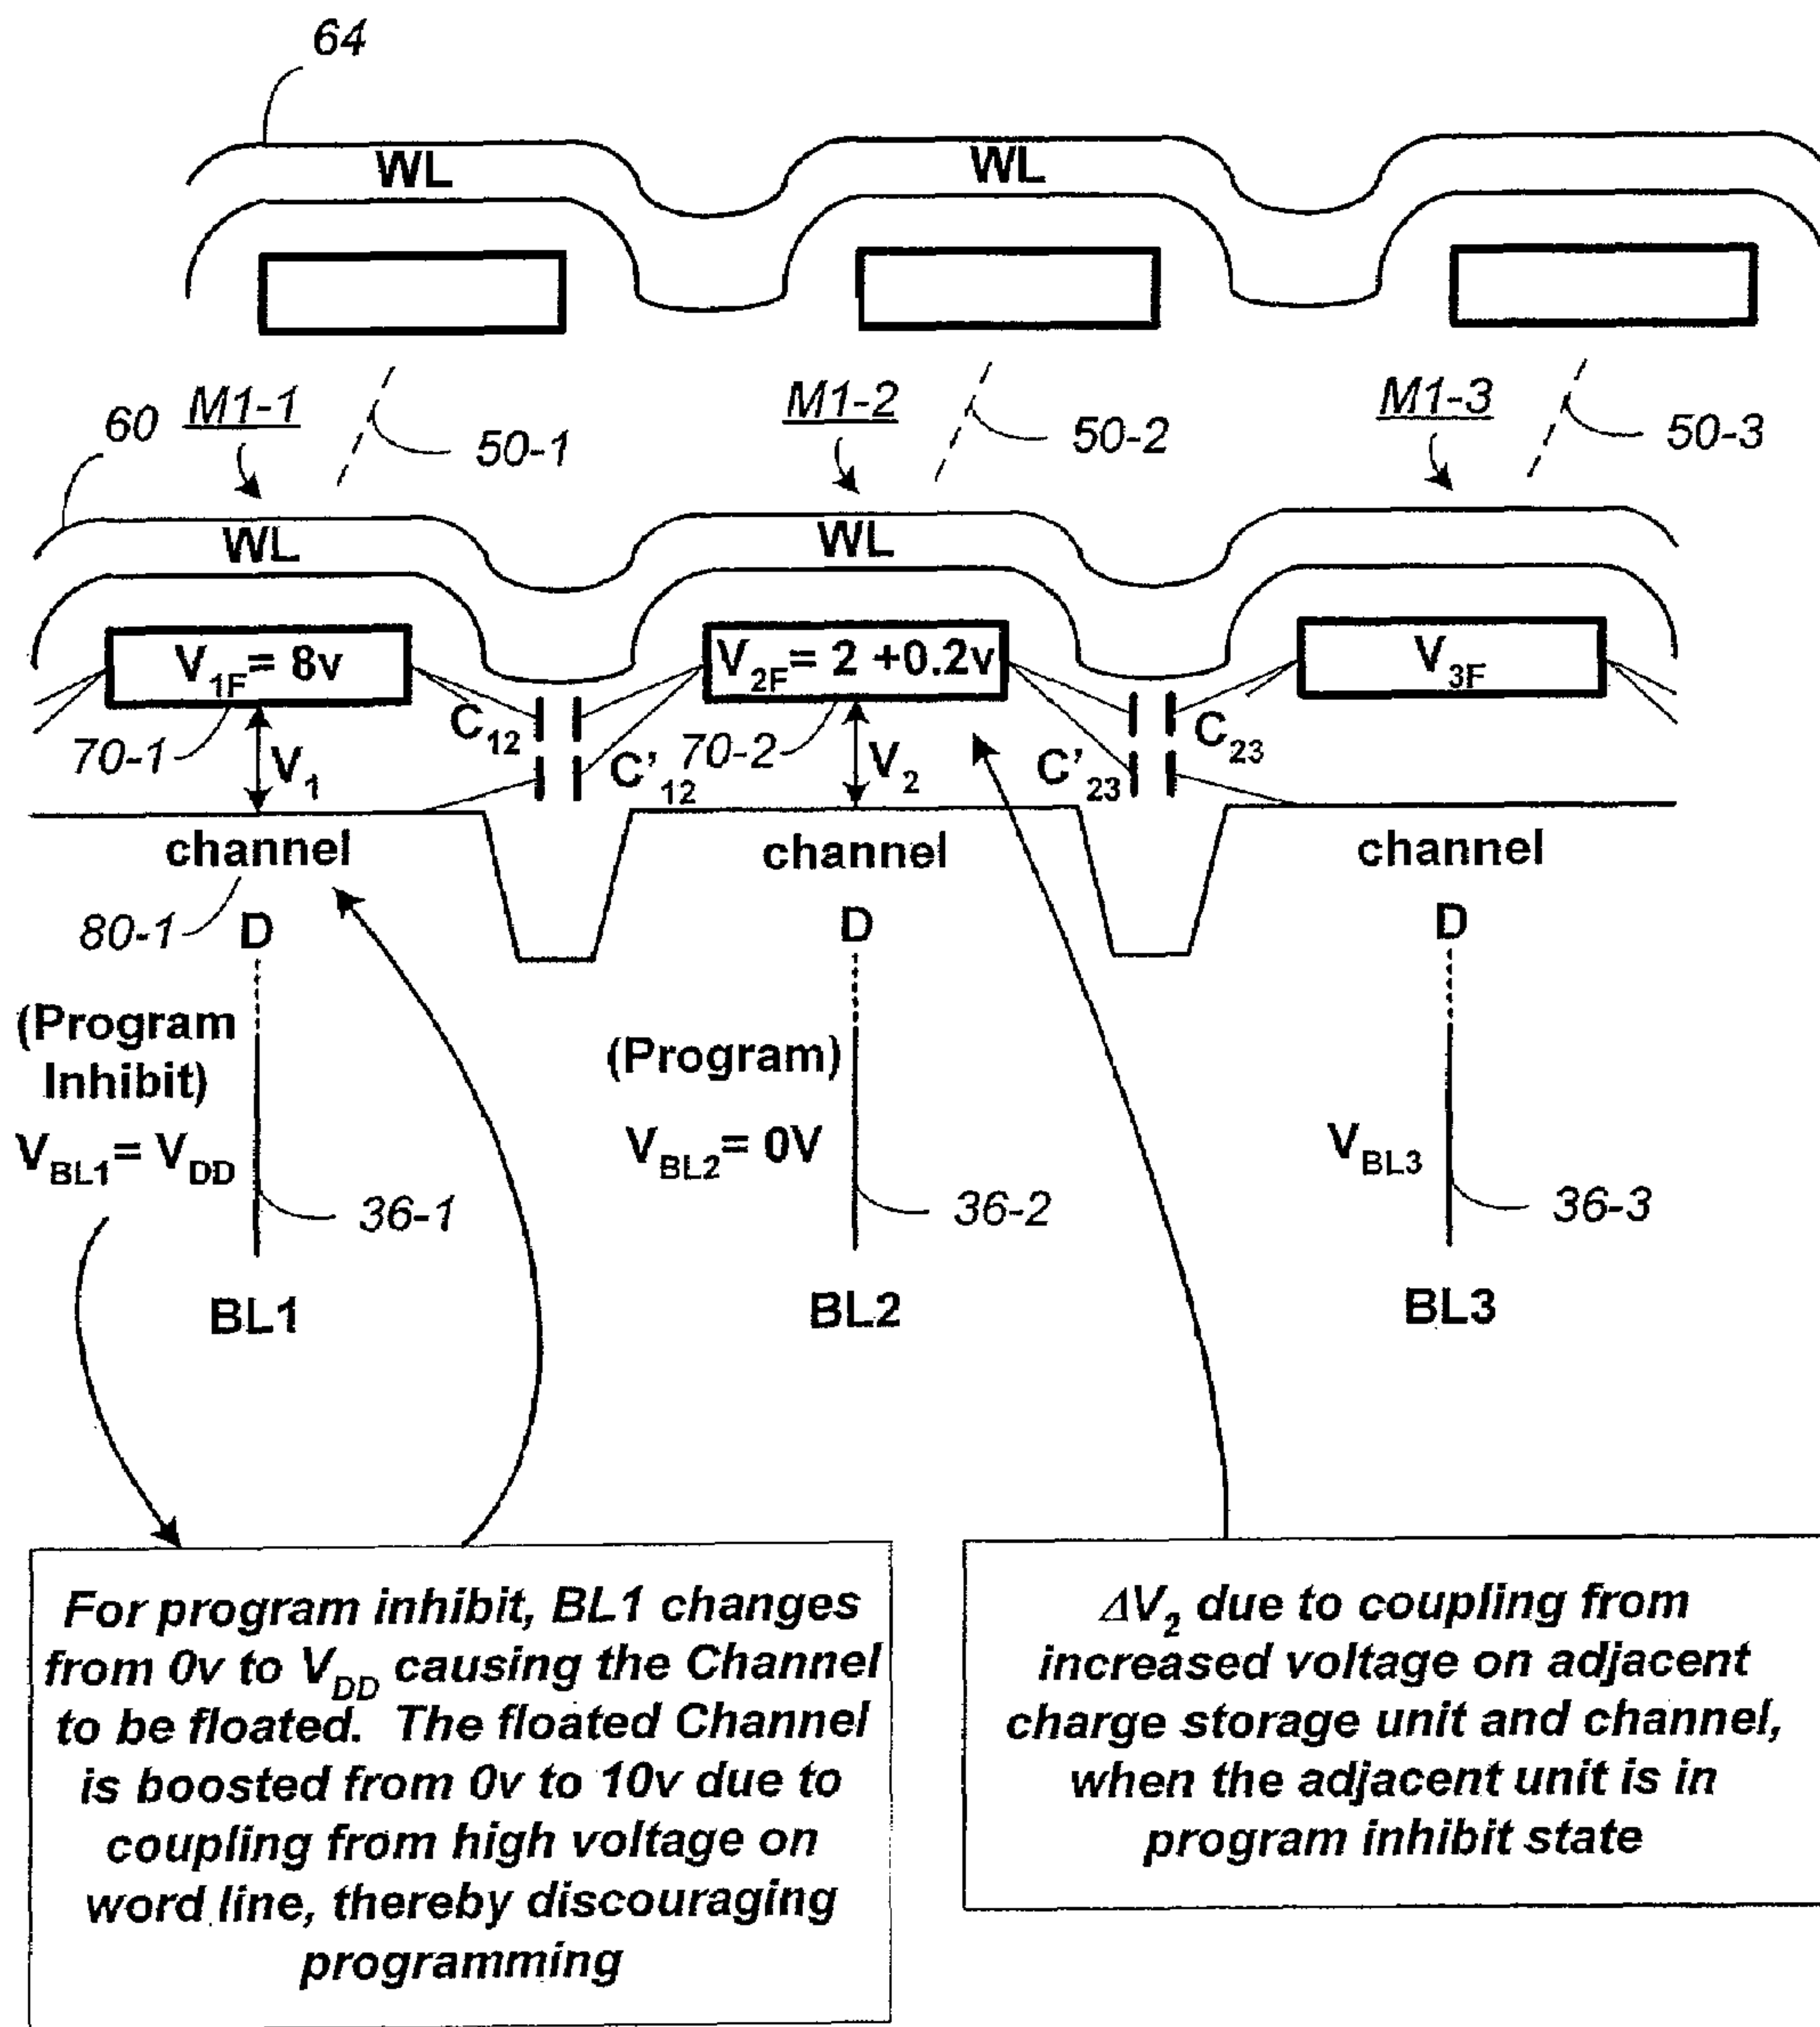 64
WL WL
M1-1 M1-2 M1-3
60 50-1 50-2 50-3
WL WL
V₁F= 8v V₂F= 2 +0.2v V₃F
C₁₂ C₂₃
70-1 V₁ C'₁₂ 70-2 V₂ C'₂₃
channel channel channel
80-1 D D D
(Program
Inhibit)
(Program)
V_BL1= V_DD V_BL2= 0V V_BL3
36-1 36-2 36-3
BL1 BL2 BL3
For program inhibit, BL1 changes
from 0v to V_DD causing the Channel
to be floated. The floated Channel
is boosted from 0v to 10v due to
coupling from high voltage on
word line, thereby discouraging
programming
ΔV₂ due to coupling from
increased voltage on adjacent
charge storage unit and channel,
when the adjacent unit is in
program inhibit state